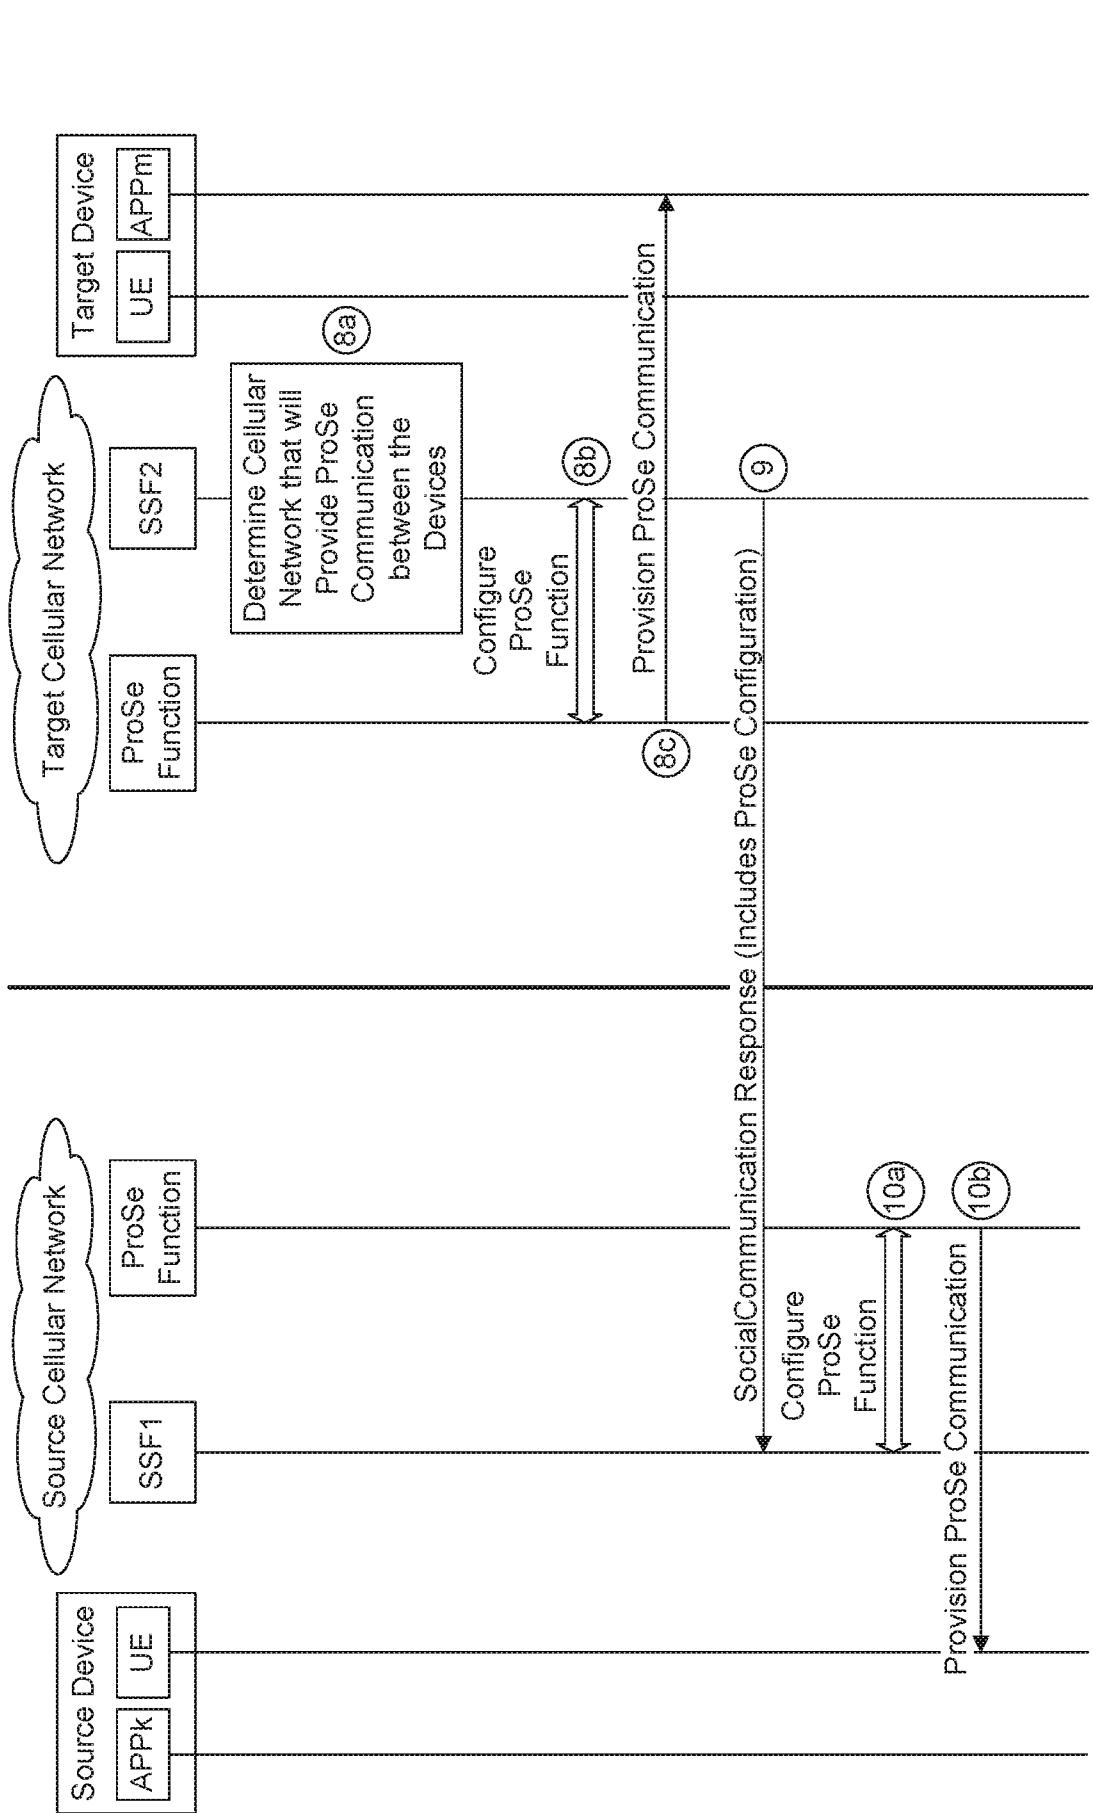 Source Device
APPk
UE
Source Cellular Network
SSF1
ProSe
Function
Target Cellular Network
ProSe
Function
SSF2
Target Device
UE
APPm
Determine Cellular
Network that will
Provide ProSe
Communication
between the
Devices
8a
Configure
ProSe
Function
8b
Provision ProSe Communication
8c
SocialCommunication Response (Includes ProSe Configuration)
9
Configure
ProSe
Function
10a
Provision ProSe Communication
10b